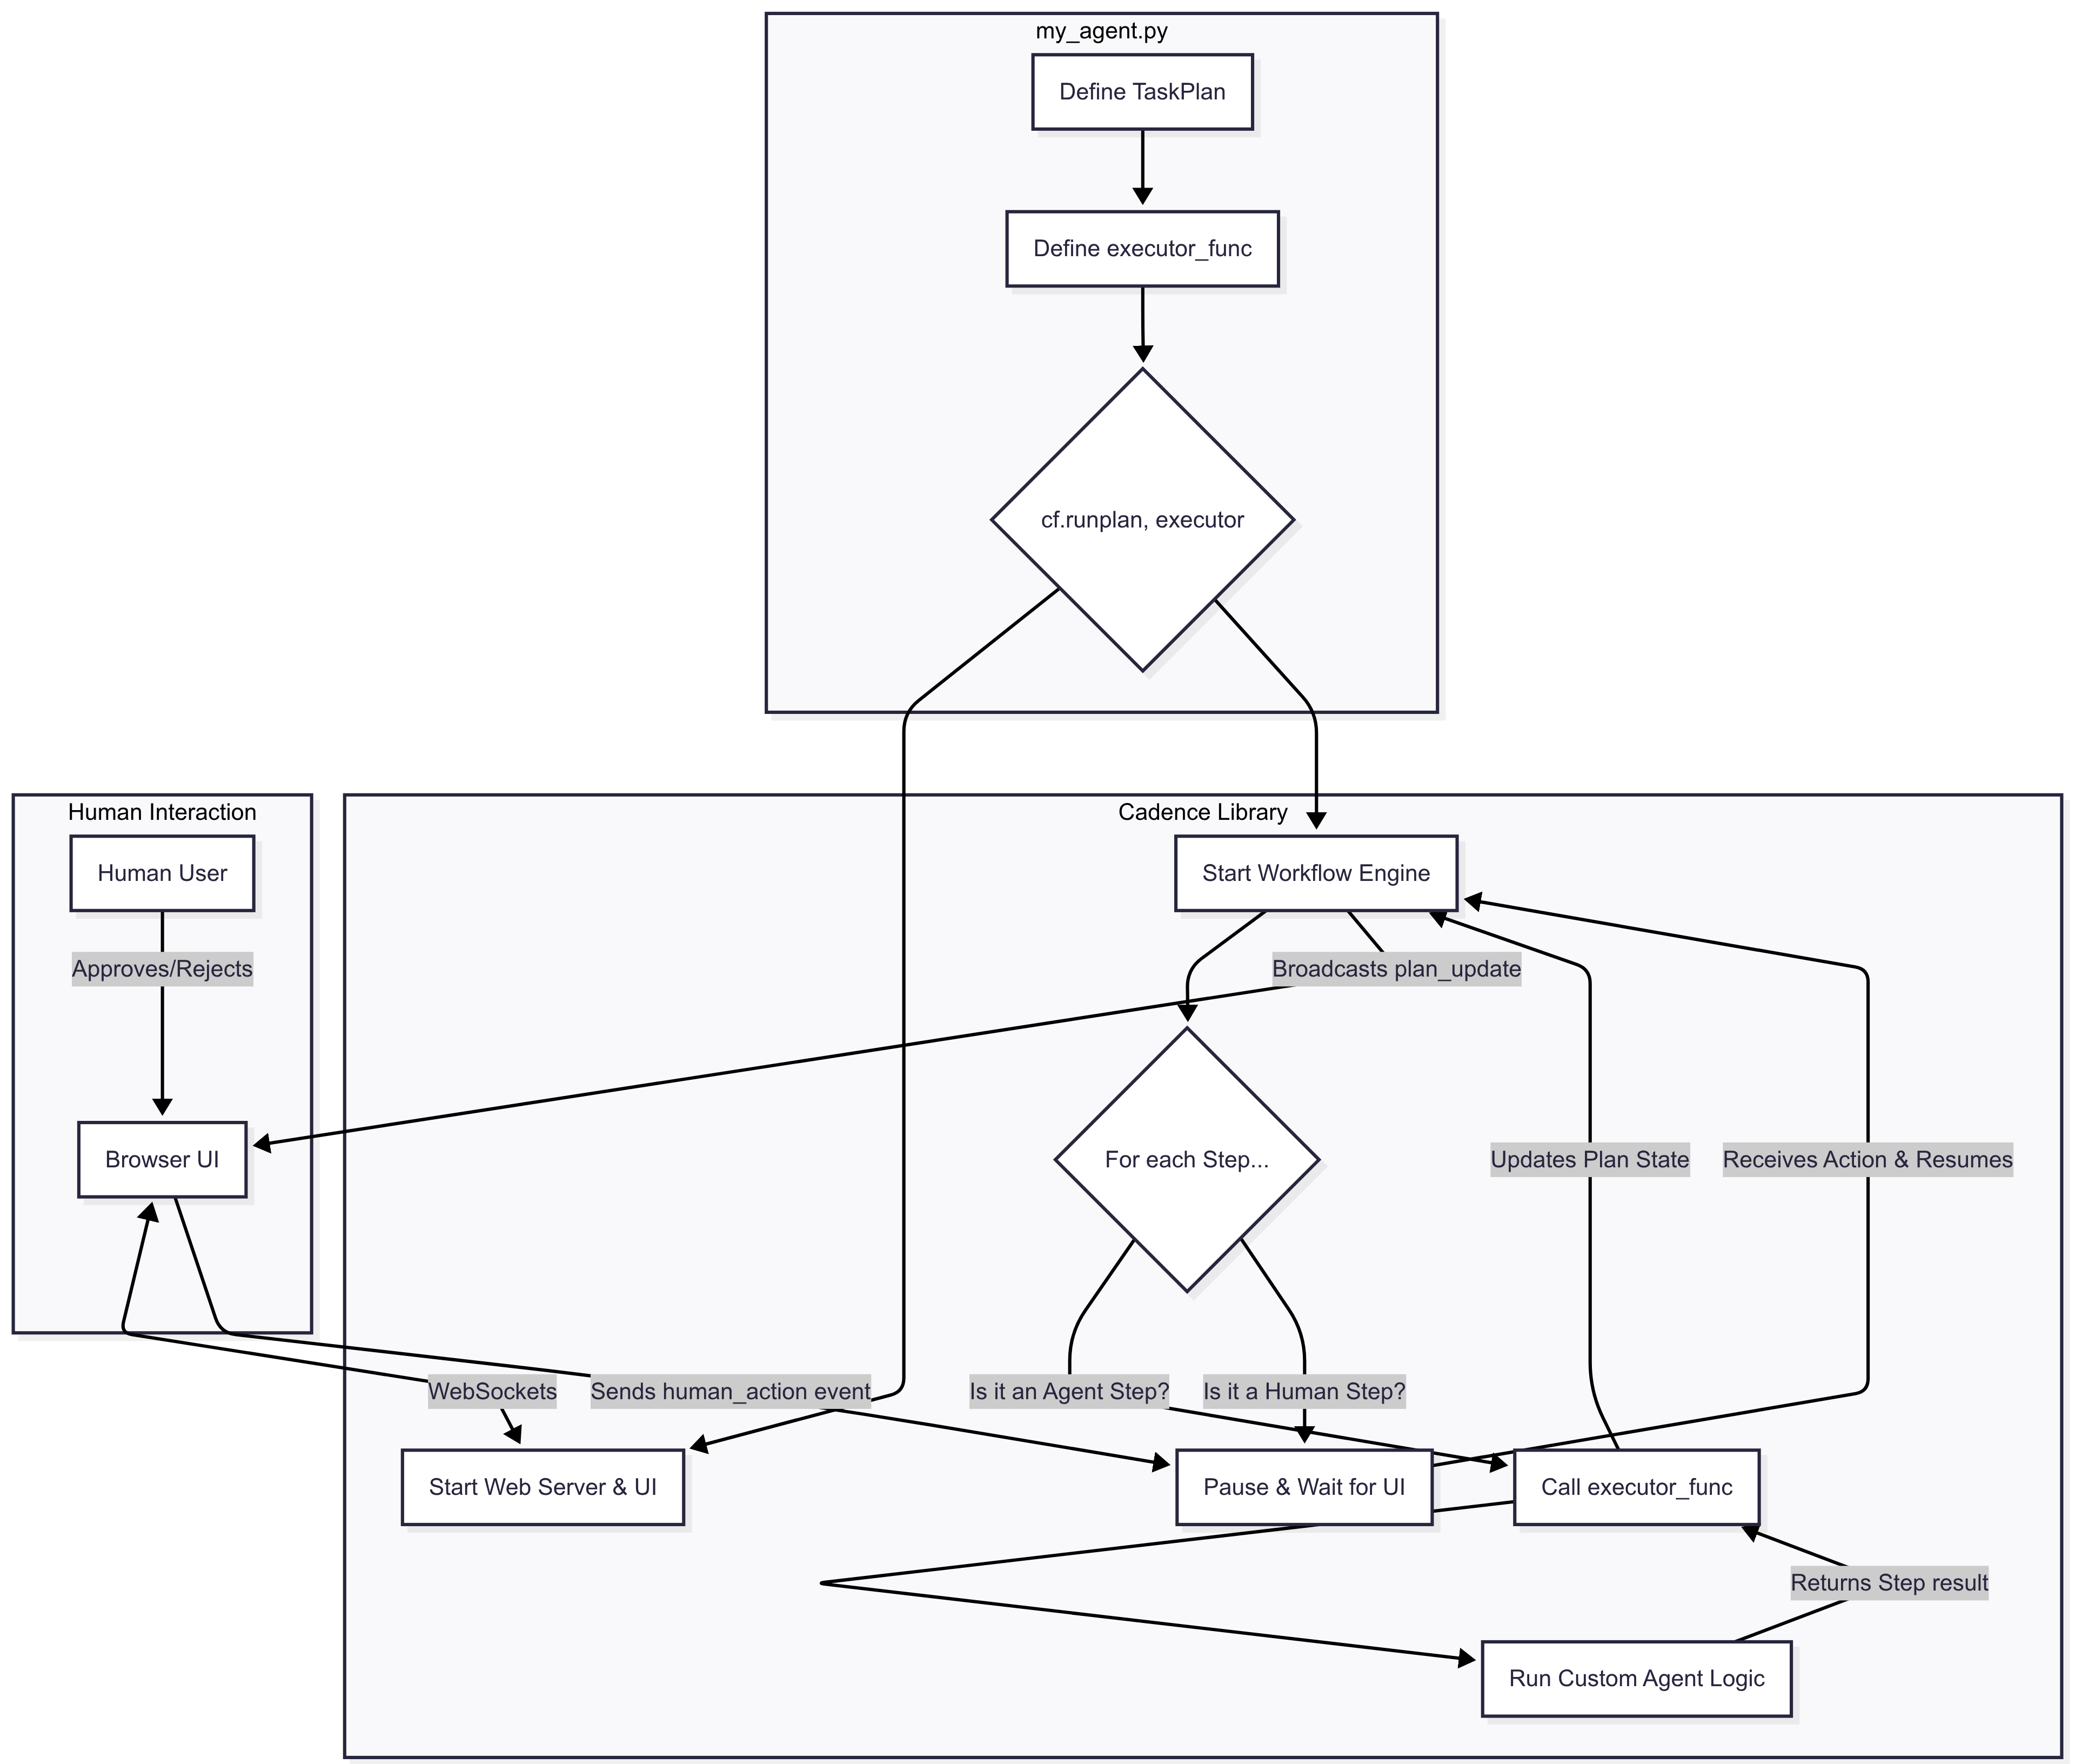 my_agent.py
Define TaskPlan
Define executor_func
cf.runplan, executor
Human Interaction
Cadence Library
Human User
Start Workflow Engine
Approves/Rejects
Broadcasts plan_update
Browser UI
For each Step...
Updates Plan State
Receives Action & Resumes
WebSockets
Sends human_action event
Is it an Agent Step?
Is it a Human Step?
Start Web Server & UI
Pause & Wait for UI
Call executor_func
Returns Step result
Run Custom Agent Logic